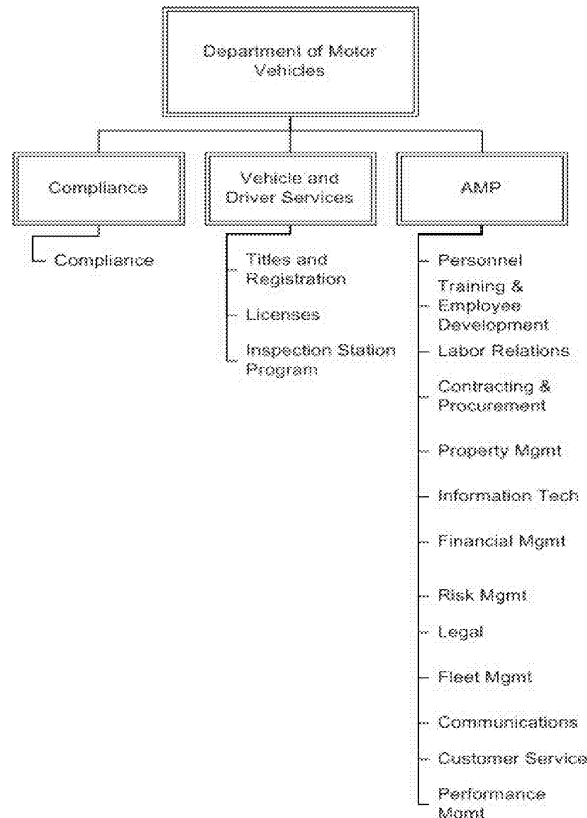 Department of Motor
Vehicles
Compliance
Vehicle and
Driver Services
AMP
Compliance
Titles and
Registration
Licenses
Inspection Station
Program
Personnel
Training &
Employee
Development
Labor Relations
Contracting &
Procurement
Property Mgmt
Information Tech
Financial Mgmt
Risk Mgmt
Legal
Fleet Mgmt
Communications
Customer Service
Performance
Mgmt